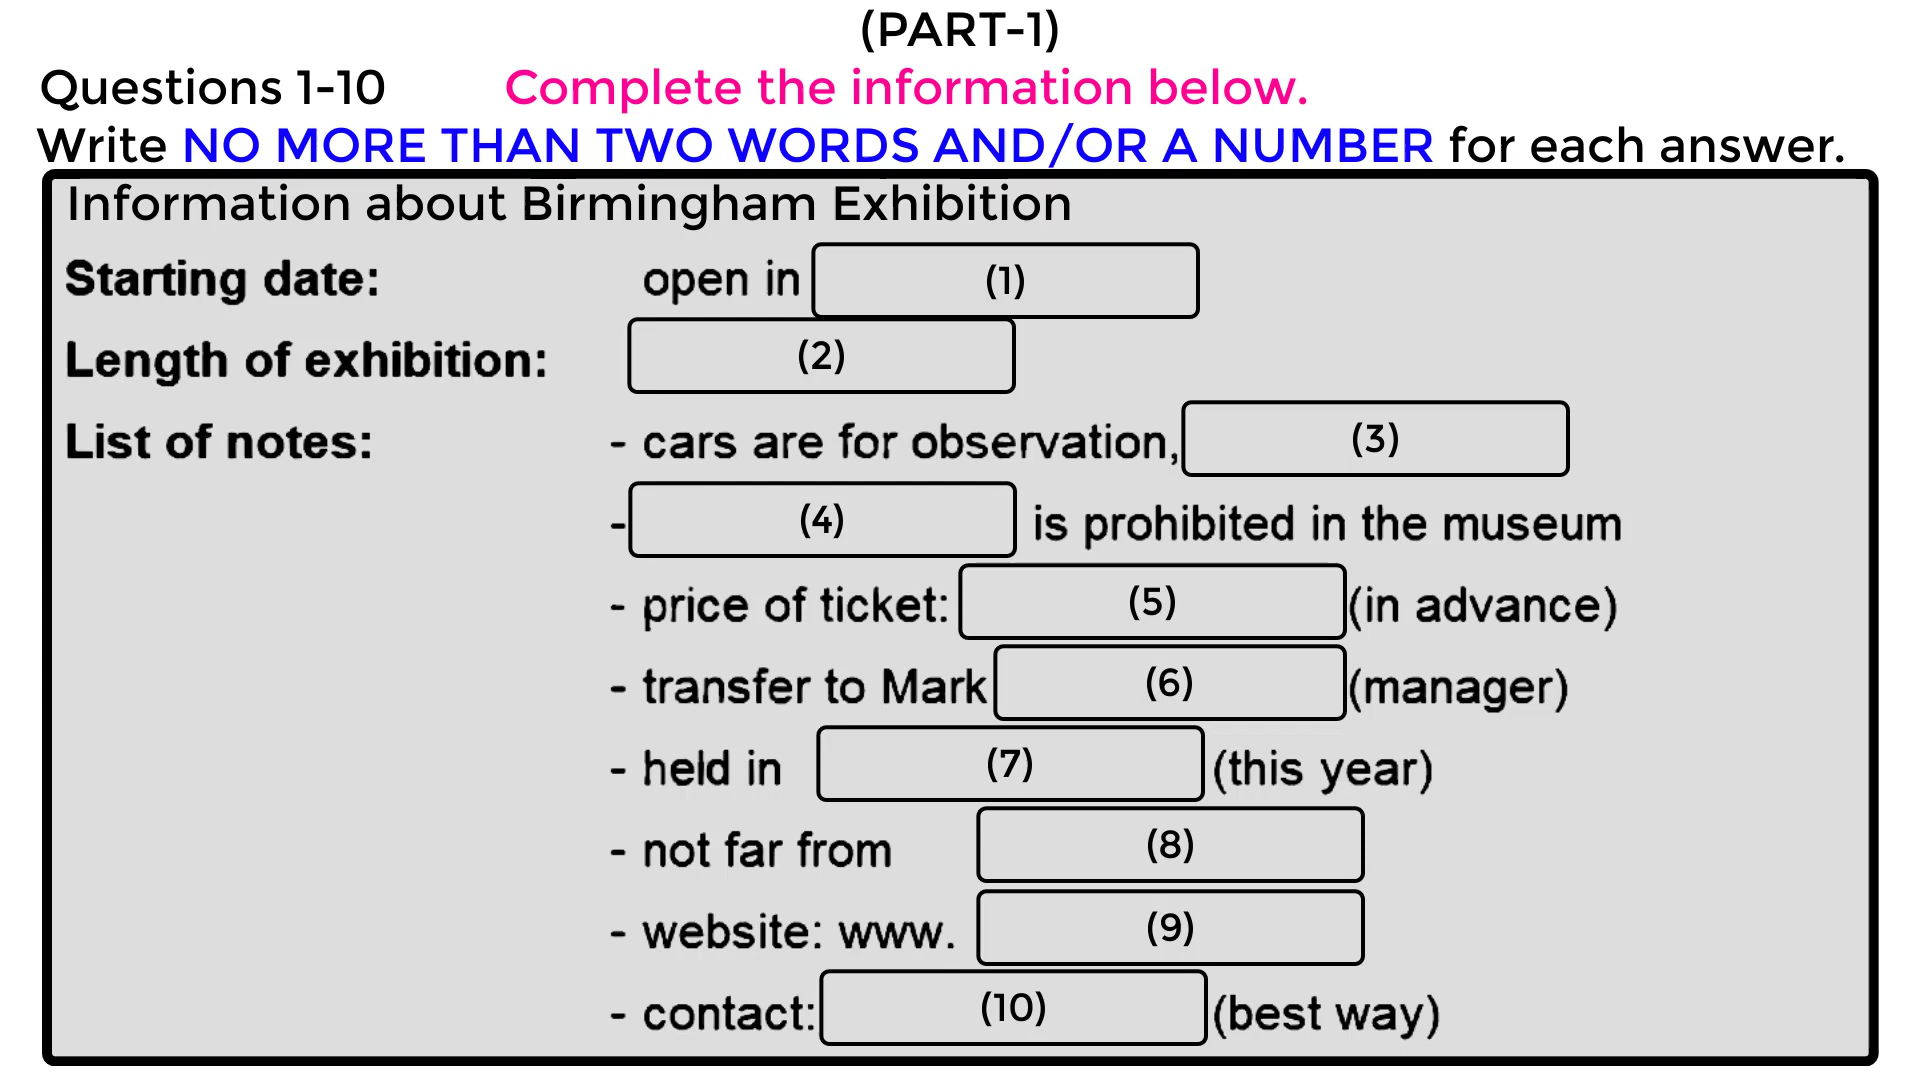 (PART-1)
Questions 1-10 Complete the information below.
Write NO MORE THAN TWO WORDS AND/OR A NUMBER for each answer.
Information about Birmingham Exhibition
Starting date: open in (1)
Length of exhibition: (2)
List of notes: - cars are for observation, (3)
- (4) is prohibited in the museum
- price of ticket: (5) (in advance)
- transfer to Mark (6) (manager)
- held in (7) (this year)
- not far from (8)
- website: www. (9)
- contact: (10) (best way)